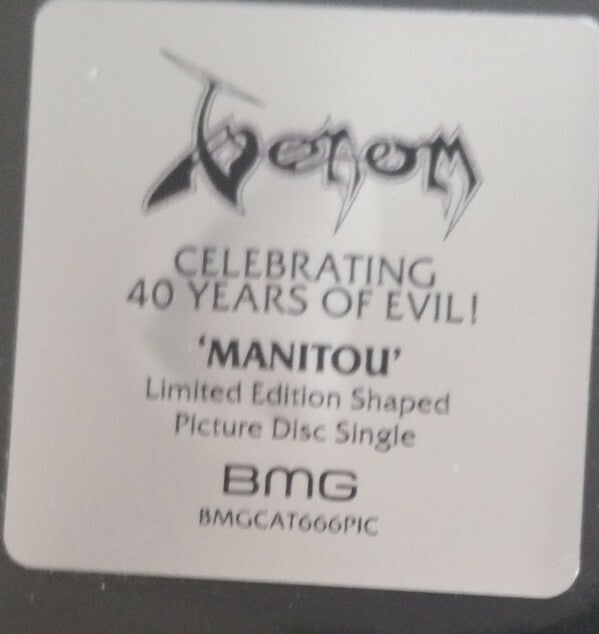 Venom
CELEBRATING
40 YEARS OF EVIL!
'MANITOU'
Limited Edition Shaped
Picture Disc Single
BMG
BMGCAT666PIC